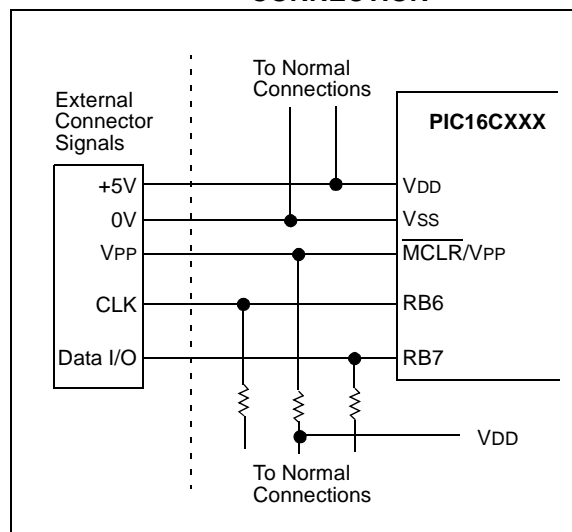 To Normal
Connections
External
Connector
Signals
PIC16CXXX
+5V
VDD
0V
VSS
VPP
MCLR/VPP
CLK
RB6
Data I/O
RB7
VDD
To Normal
Connections